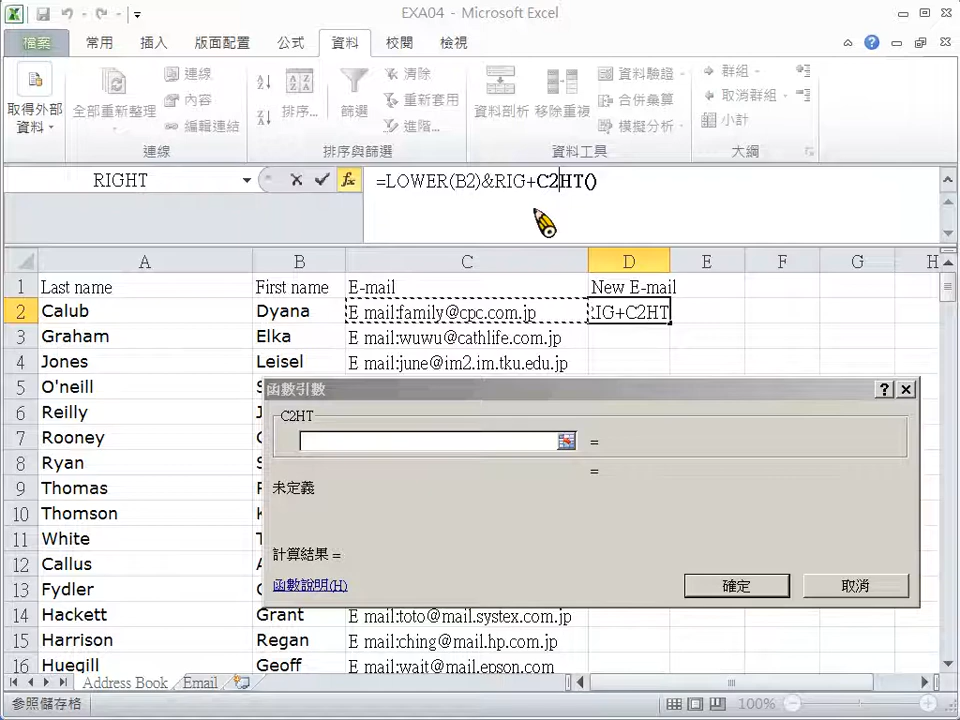 EXA04 - Microsoft Excel
檔案 常用 插入 版面配置 公式 資料 校閱 檢視
取得外部資料
全部重新整理
連線
內容
編輯連結
連線
排序...
篩選
清除
重新套用
進階...
排序與篩選
資料剖析
移除重複
資料驗證
合併彙算
模擬分析
資料工具
群組
取消群組
小計
大綱
RIGHT
fx
=LOWER(B2)&RIG+C2HT()
A B C D E F G H
1 Last name First name E-mail New E-mail
2 Calub Dyana E mail:family@cpc.com.jp RIG+C2HT
3 Graham Elka E mail:wuwu@cathlife.com.jp
4 Jones Leisel E mail:june@im2.im.tku.edu.jp
5 O'neill
6 Reilly
7 Rooney
8 Ryan
9 Thomas
10 Thomson
11 White
12 Callus
13 Fydler
14 Hackett Grant E mail:toto@mail.systex.com.jp
15 Harrison Regan E mail:ching@mail.hp.com.jp
16 Huegill Geoff E mail:wait@mail.epson.com
函數引數
?
C2HT
=
=
未定義
計算結果 =
函數說明(H)
確定
取消
Address Book Email
參照儲存格
100%